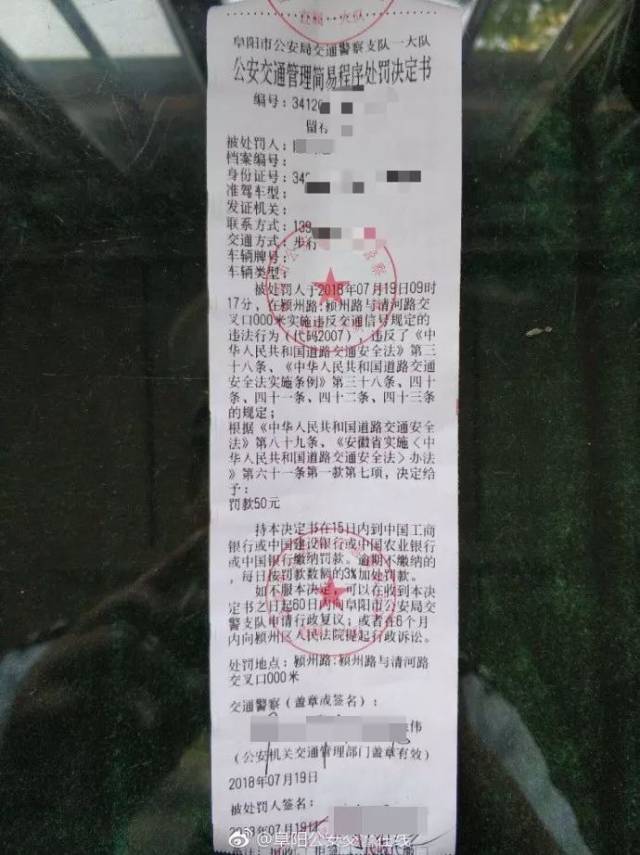 阜阳市公安局交通警察支队一大队
公安交通管理简易程序处罚决定书
编号：3412
被处罚人：
档案编号：
身份证号：342
准驾车型：
发证机关：
联系方式：139
交通方式：步行
车辆牌号：
车辆类型：
被处罚人于2018年07月19日09时
17分，在颍州路:颍州路与清河路交
叉口000米实施违反交通信号规定的
违法行为（代码2007），违反了《中
华人民共和国道路交通安全法》第三
十八条、《中华人民共和国道路交通
安全法实施条例》第三十八条、四十
条、四十一条、四十二条、四十三条
的规定；
根据《中华人民共和国道路交通安全
法》第八十九条、《安徽省实施〈中
华人民共和国道路交通安全法〉办法》
第六十一条第一款第七项，决定给
予：
罚款50元
持本决定书在15日内到中国工商
银行或中国建设银行或中国农业银行
或中国银行缴纳罚款。逾期不缴纳的
，每日按罚款数额的3%加处罚款。
如不服本决定，可以在收到本决
定书之日起60日内向阜阳市公安局交
警支队申请行政复议；或者在6个月
内向颍州区人民法院提起行政诉讼。
处罚地点：颍州路:颍州路与清河路
交叉口000米
交通警察（盖章或签名）：
伟
（公安机关交通管理部门盖章有效）
2018年07月19日
被处罚人签名：
2018年07月19日
@阜阳公安交警在线